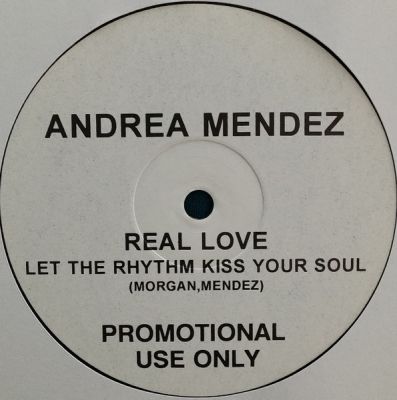 ANDREA MENDEZ
REAL LOVE
LET THE RHYTHM KISS YOUR SOUL
(MORGAN,MENDEZ)
PROMOTIONAL
USE ONLY